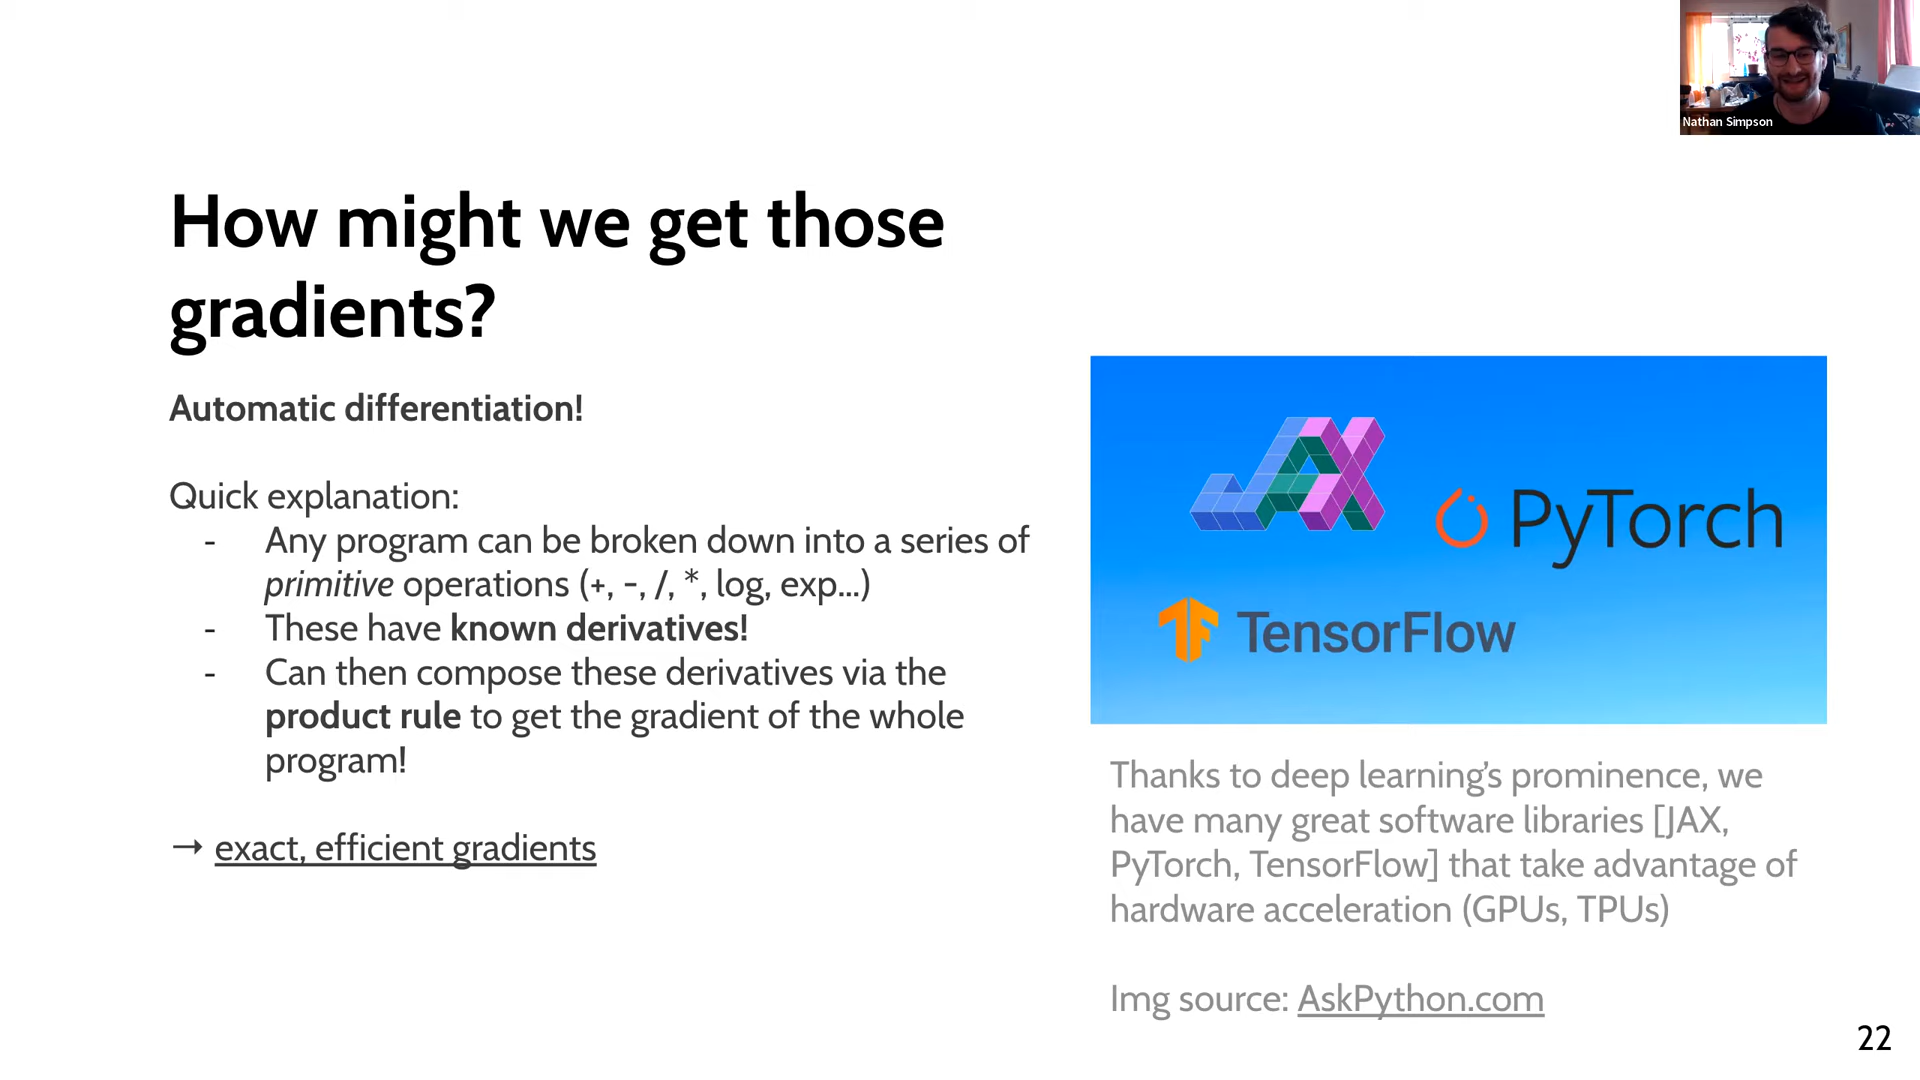 Nathan Simpson
How might we get those
gradients?
Automatic differentiation!
Quick explanation:
- Any program can be broken down into a series of
primitive operations (+, -, /, *, log, exp...)
- These have known derivatives!
- Can then compose these derivatives via the
product rule to get the gradient of the whole
program!
→ exact, efficient gradients
JAX
PyTorch
TensorFlow
Thanks to deep learning's prominence, we
have many great software libraries [JAX,
PyTorch, TensorFlow] that take advantage of
hardware acceleration (GPUs, TPUs)
Img source: AskPython.com
22